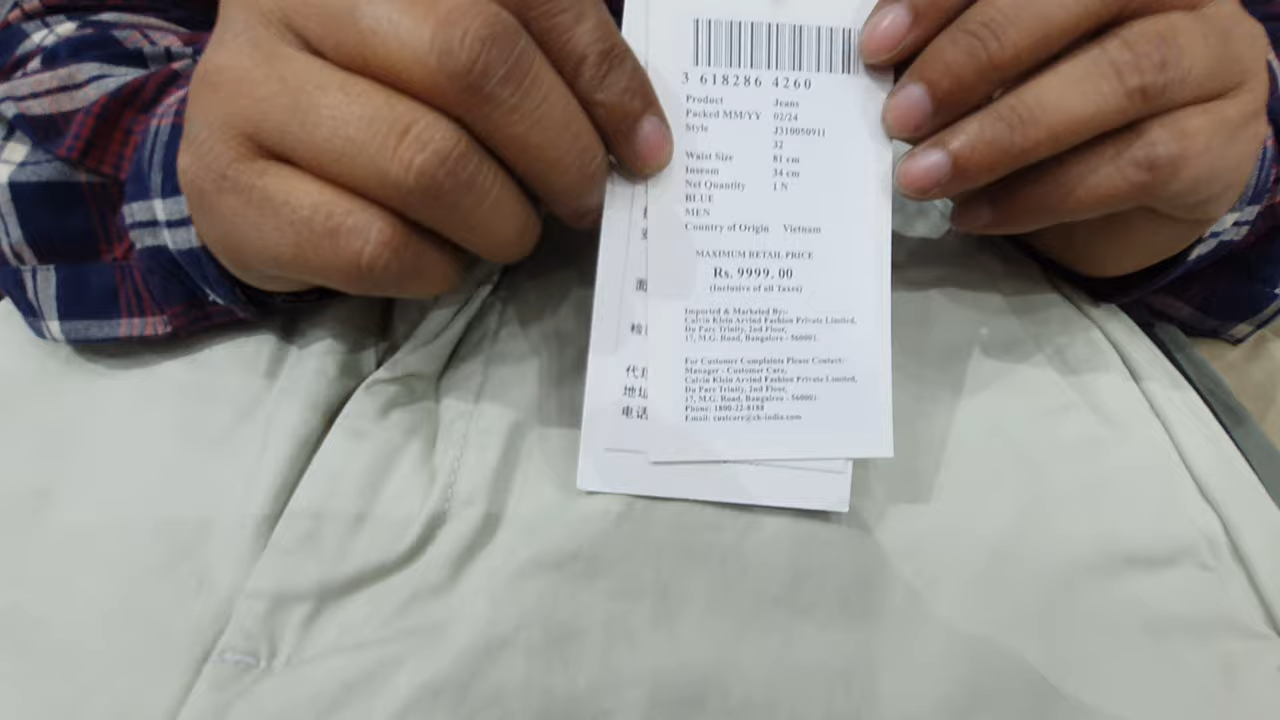 3 618286 4260
Product Jeans
Packed MM/YY 02/24
Style J310050911
32
Waist Size 81 cm
Inseam 34 cm
Net Quantity 1 N
BLUE
MEN
Country of Origin Vietnam
MAXIMUM RETAIL PRICE
Rs. 9999. 00
(Inclusive of all Taxes)
Imported & Marketed By:-
Calvin Klein Arvind Fashion Private Limited,
Du Parc Trinity, 2nd Floor,
17, M.G. Road, Bangalore - 560001.
For Customer Complaints Please Contact:
Manager - Customer Care,
Calvin Klein Arvind Fashion Private Limited,
Du Parc Trinity, 2nd Floor,
17, M.G. Road, Bangalroe - 560001.
Phone: 1800-22-8188
Email: custcare@ck-india.com
面
检
代
地址
电话